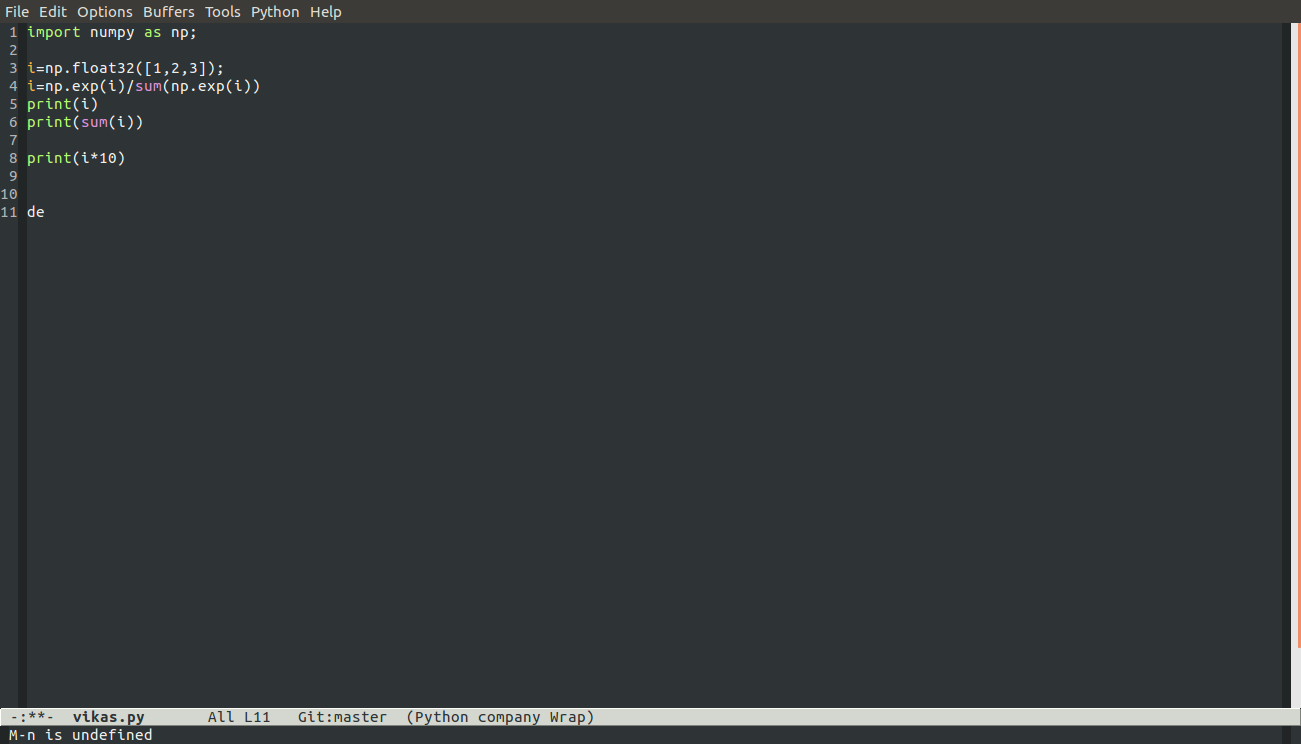 File Edit Options Buffers Tools Python Help
1 import numpy as np;
2
3 i=np.float32([1,2,3]);
4 i=np.exp(i)/sum(np.exp(i))
5 print(i)
6 print(sum(i))
7
8 print(i*10)
9
10
11 de
-:**-  vikas.py       All L11   Git:master  (Python company Wrap)
M-n is undefined